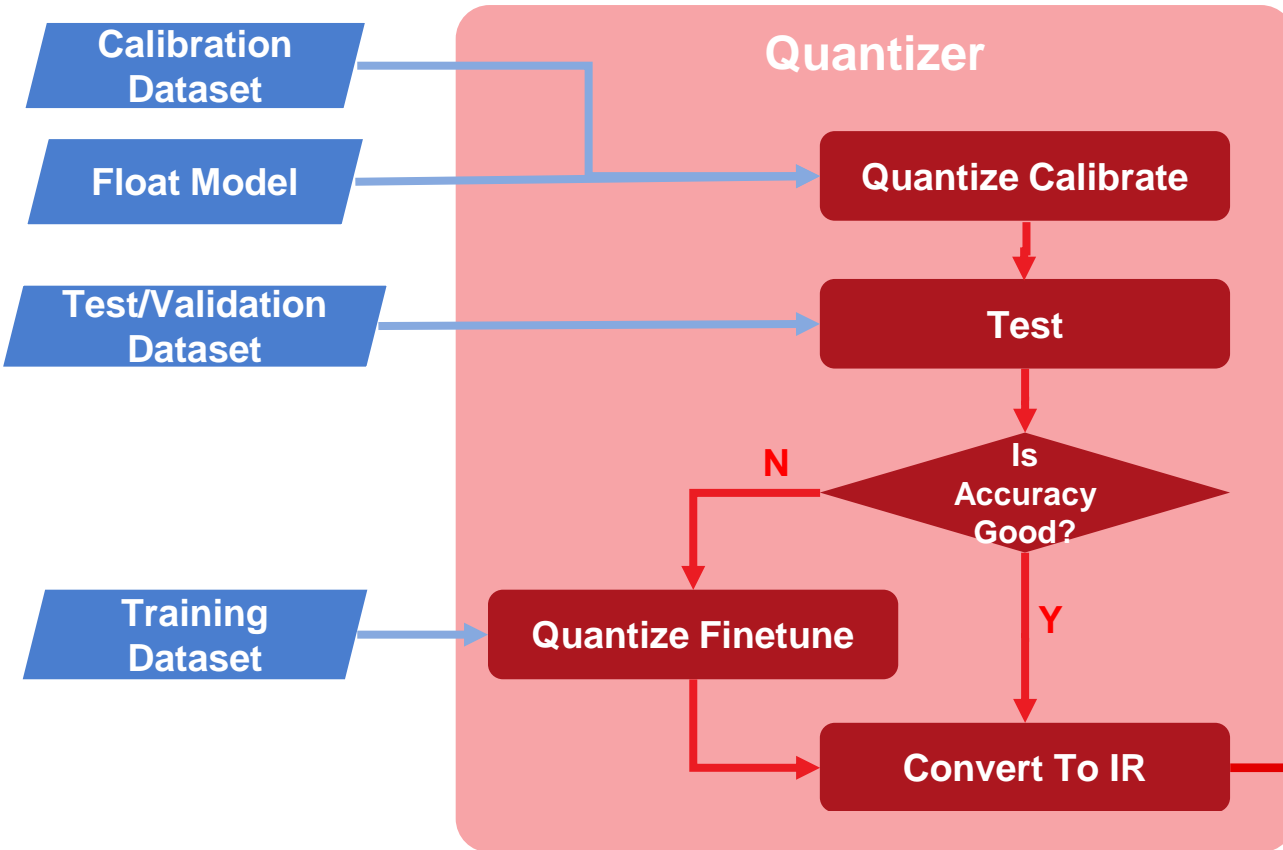 Calibration
Dataset
Quantizer
Float Model
Quantize Calibrate
Test/Validation
Dataset
Test
Is
Accuracy
Good?
N
Y
Training
Dataset
Quantize Finetune
Convert To IR